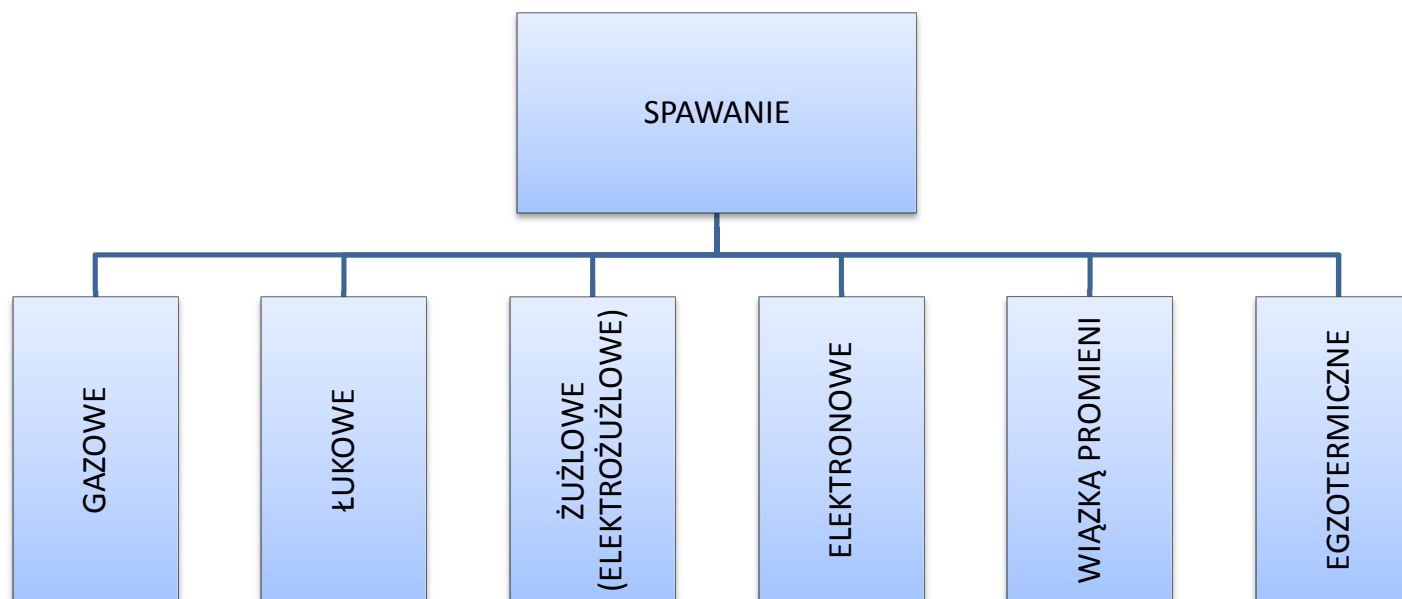 SPAWANIE
GAZOWE
ŁUKOWE
ŻUŻLOWE
(ELEKTROŻUŻLOWE)
ELEKTRONOWE
WIĄZKĄ PROMIENI
EGZOTERMICZNE